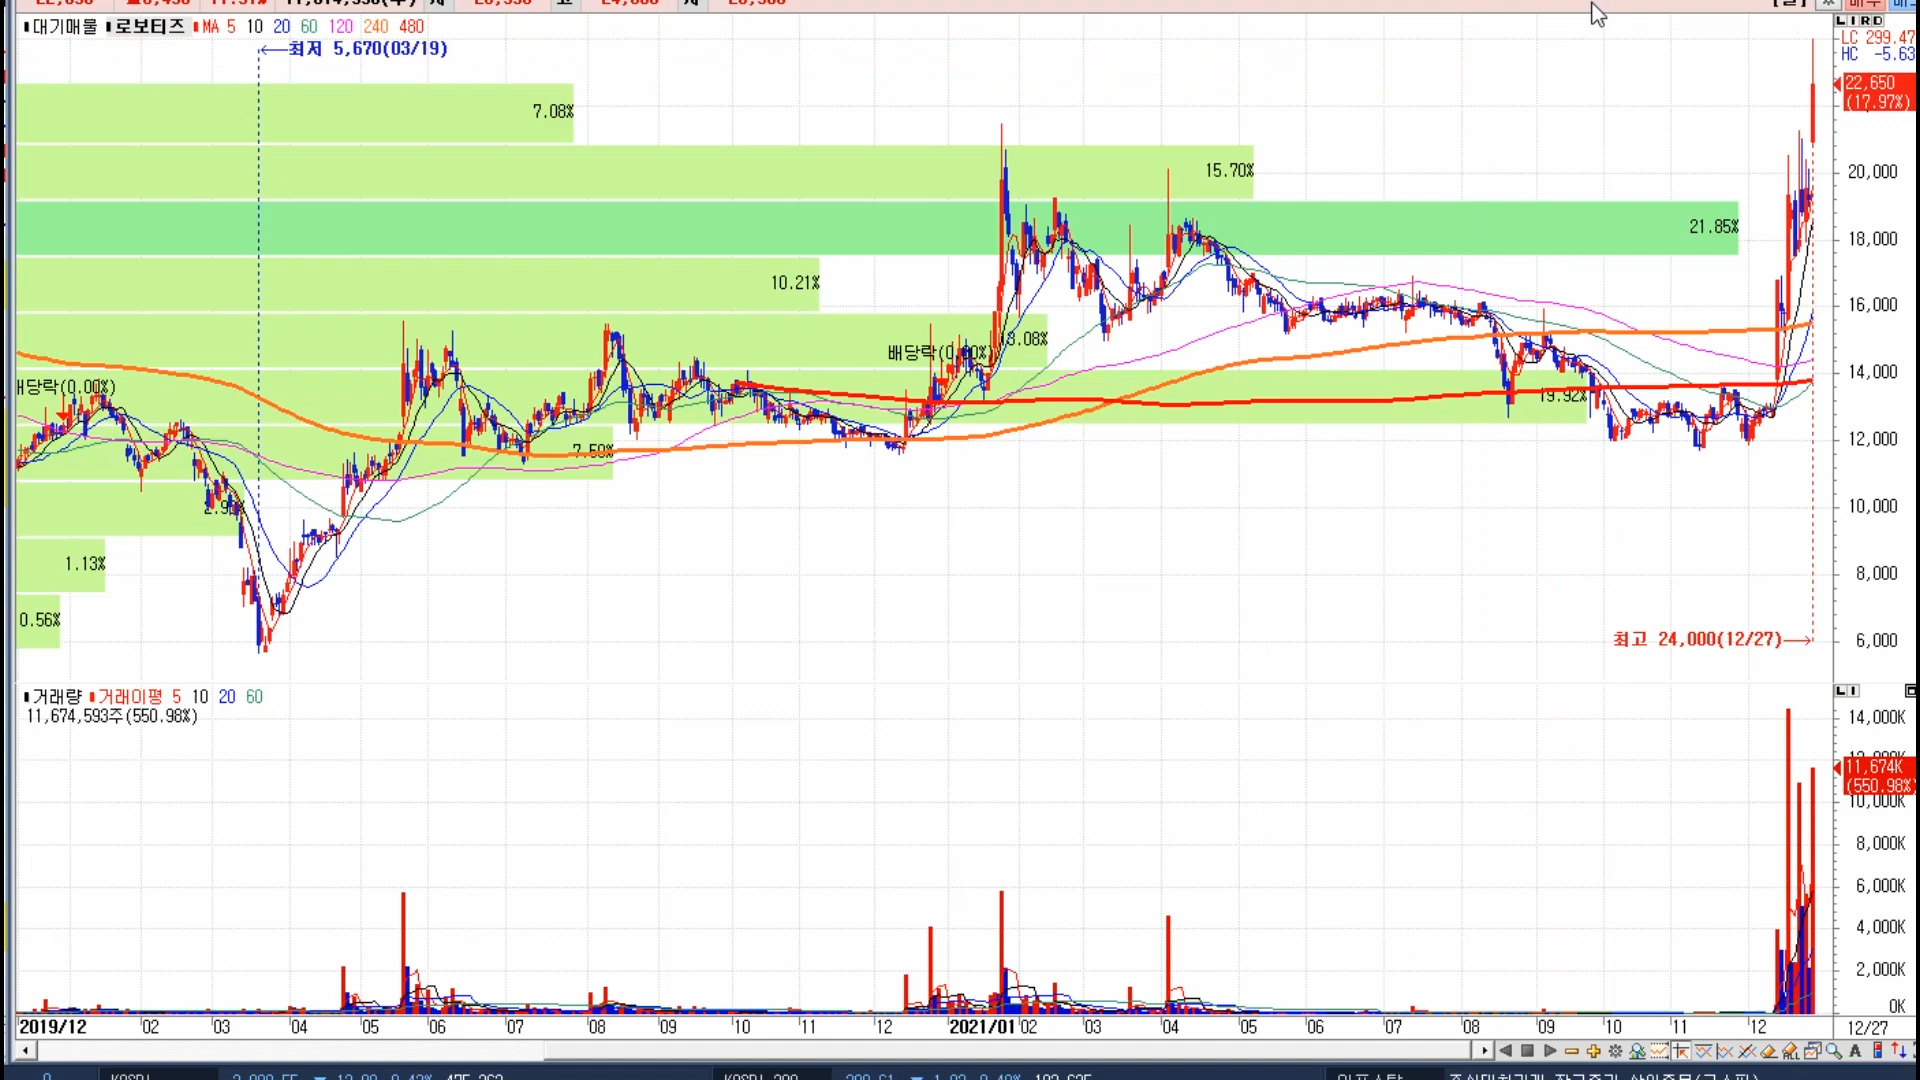 대기매물 로보티즈 MA 5 10 20 60 120 240 480
최저 5,670(03/19)
LIRD
LC 299.47
HC -5.63
22,650
(17.97%)
7.08%
15.70%
20,000
21.85%
18,000
10.21%
16,000
배당락(0.00%)
13.08%
14,000
배당락(0.00%)
19.92%
12,000
7.50%
10,000
1.13%
8,000
0.56%
최고 24,000(12/27)
6,000
거래량 거래이평 5 10 20 60
11,674,593주(550.98%)
LI
14,000K
11,674K
(550.98%)
10,000K
8,000K
6,000K
4,000K
2,000K
0K
2019/12 02 03 04 05 06 07 08 09 10 11 12 2021/01 02 03 04 05 06 07 08 09 10 11 12 12/27
ALL A